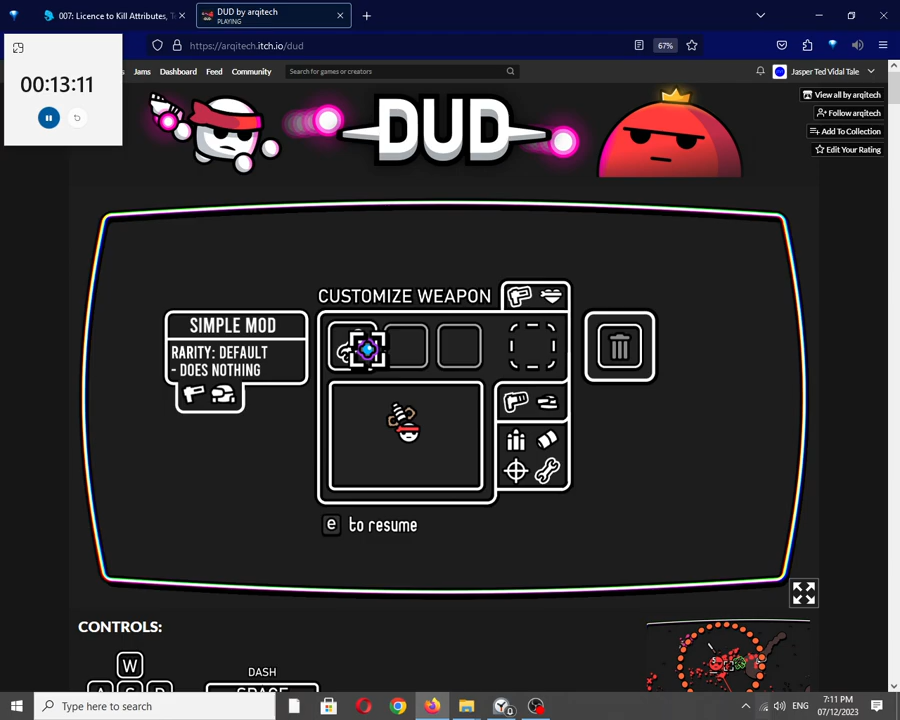 007: Licence to Kill Attributes, T
DUD by arqitech
PLAYING
https://arqitech.itch.io/dud
67%
00:13:11
Jams
Dashboard
Feed
Community
Search for games or creators
Jasper Ted Vidal Tale
View all by arqitech
Follow arqitech
Add To Collection
Edit Your Rating
DUD
CUSTOMIZE WEAPON
SIMPLE MOD
RARITY: DEFAULT
- DOES NOTHING
e to resume
CONTROLS:
W
A S D
DASH
SPACE
Type here to search
ENG
7:11 PM
07/12/2023